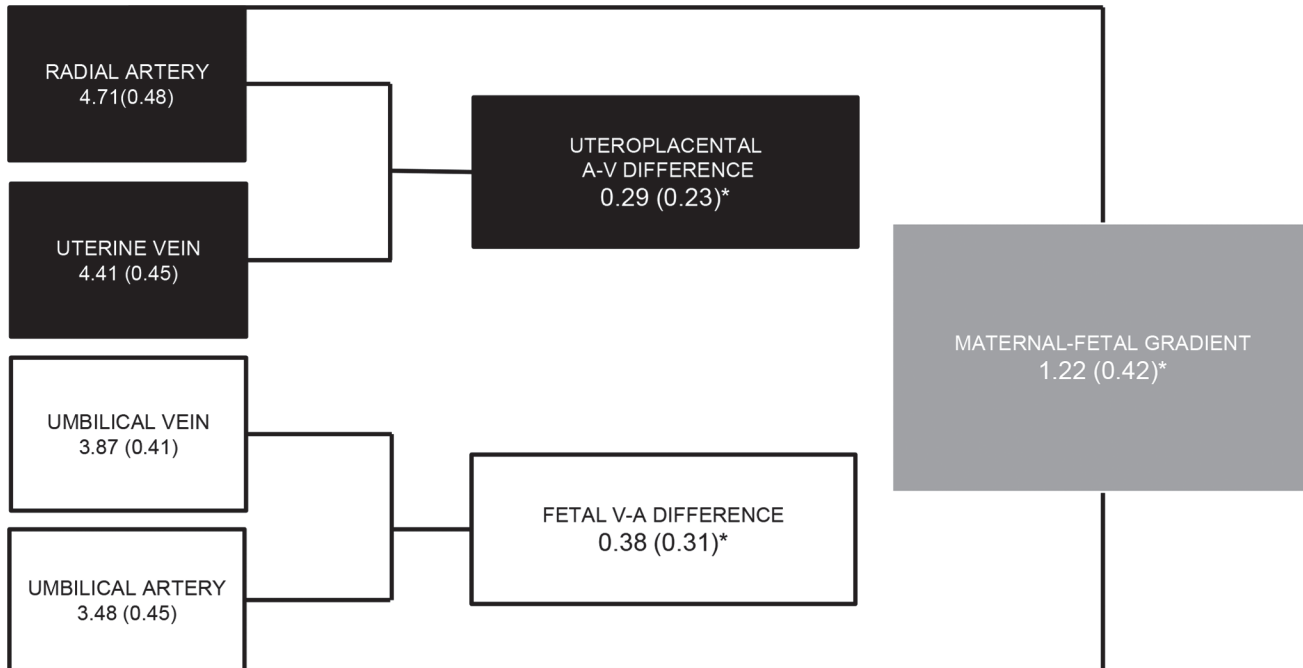 RADIAL ARTERY
4.71(0.48)
UTERINE VEIN
4.41 (0.45)
UMBILICAL VEIN
3.87 (0.41)
UMBILICAL ARTERY
3.48 (0.45)
UTEROPLACENTAL
A-V DIFFERENCE
0.29 (0.23)*
FETAL V-A DIFFERENCE
0.38 (0.31)*
MATERNAL-FETAL GRADIENT
1.22 (0.42)*